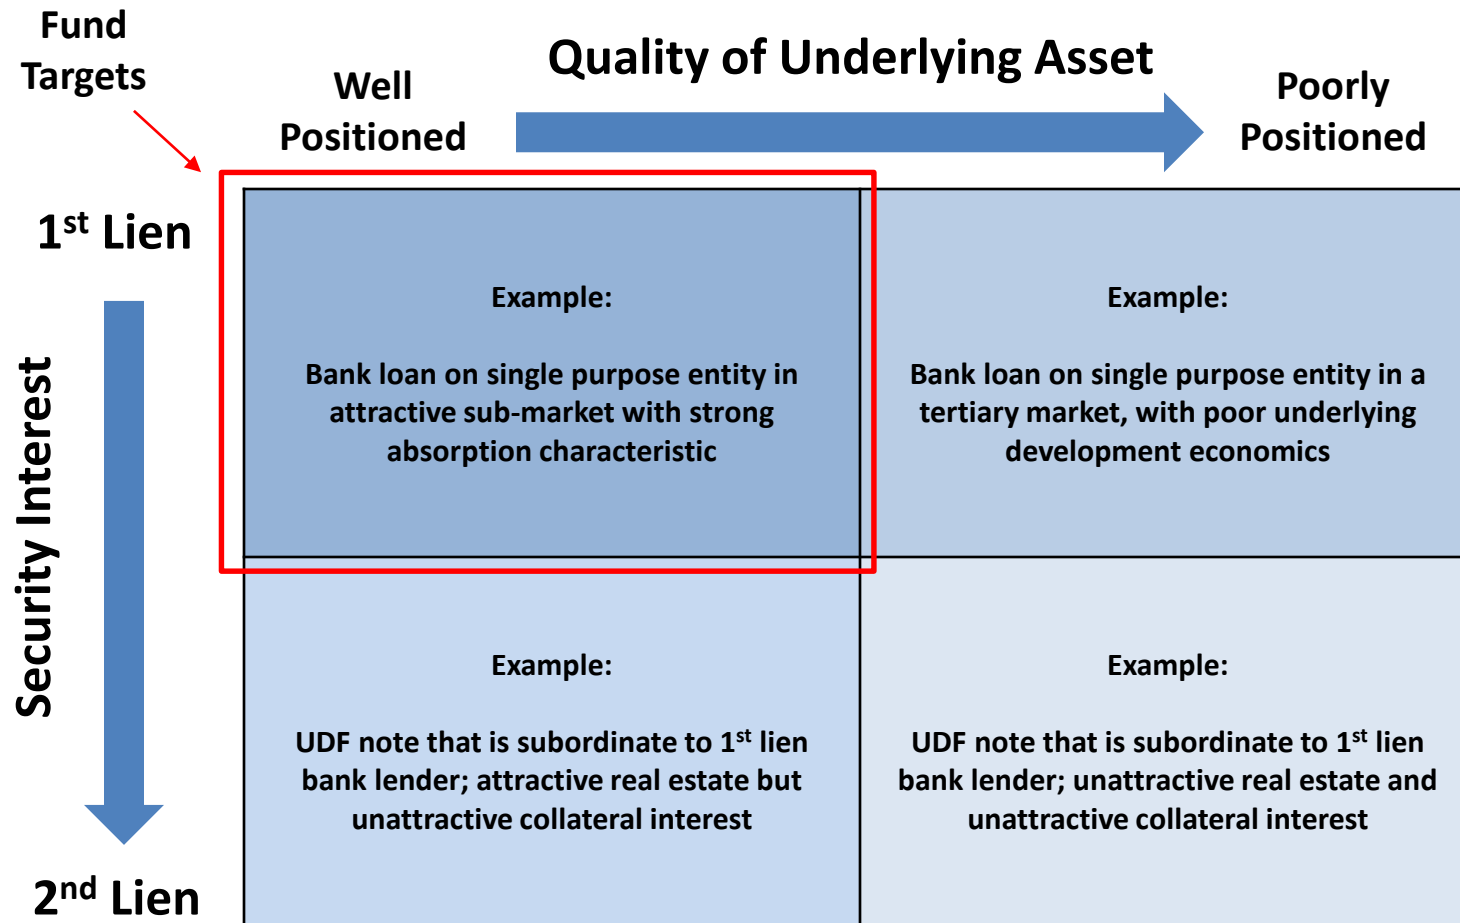 Fund
Targets
Quality of Underlying Asset
Well
Positioned
Poorly
Positioned
1st Lien
Security Interest
2nd Lien
Example:
Bank loan on single purpose entity in
attractive sub-market with strong
absorption characteristic
Example:
Bank loan on single purpose entity in a
tertiary market, with poor underlying
development economics
Example:
UDF note that is subordinate to 1st lien
bank lender; attractive real estate but
unattractive collateral interest
Example:
UDF note that is subordinate to 1st lien
bank lender; unattractive real estate and
unattractive collateral interest